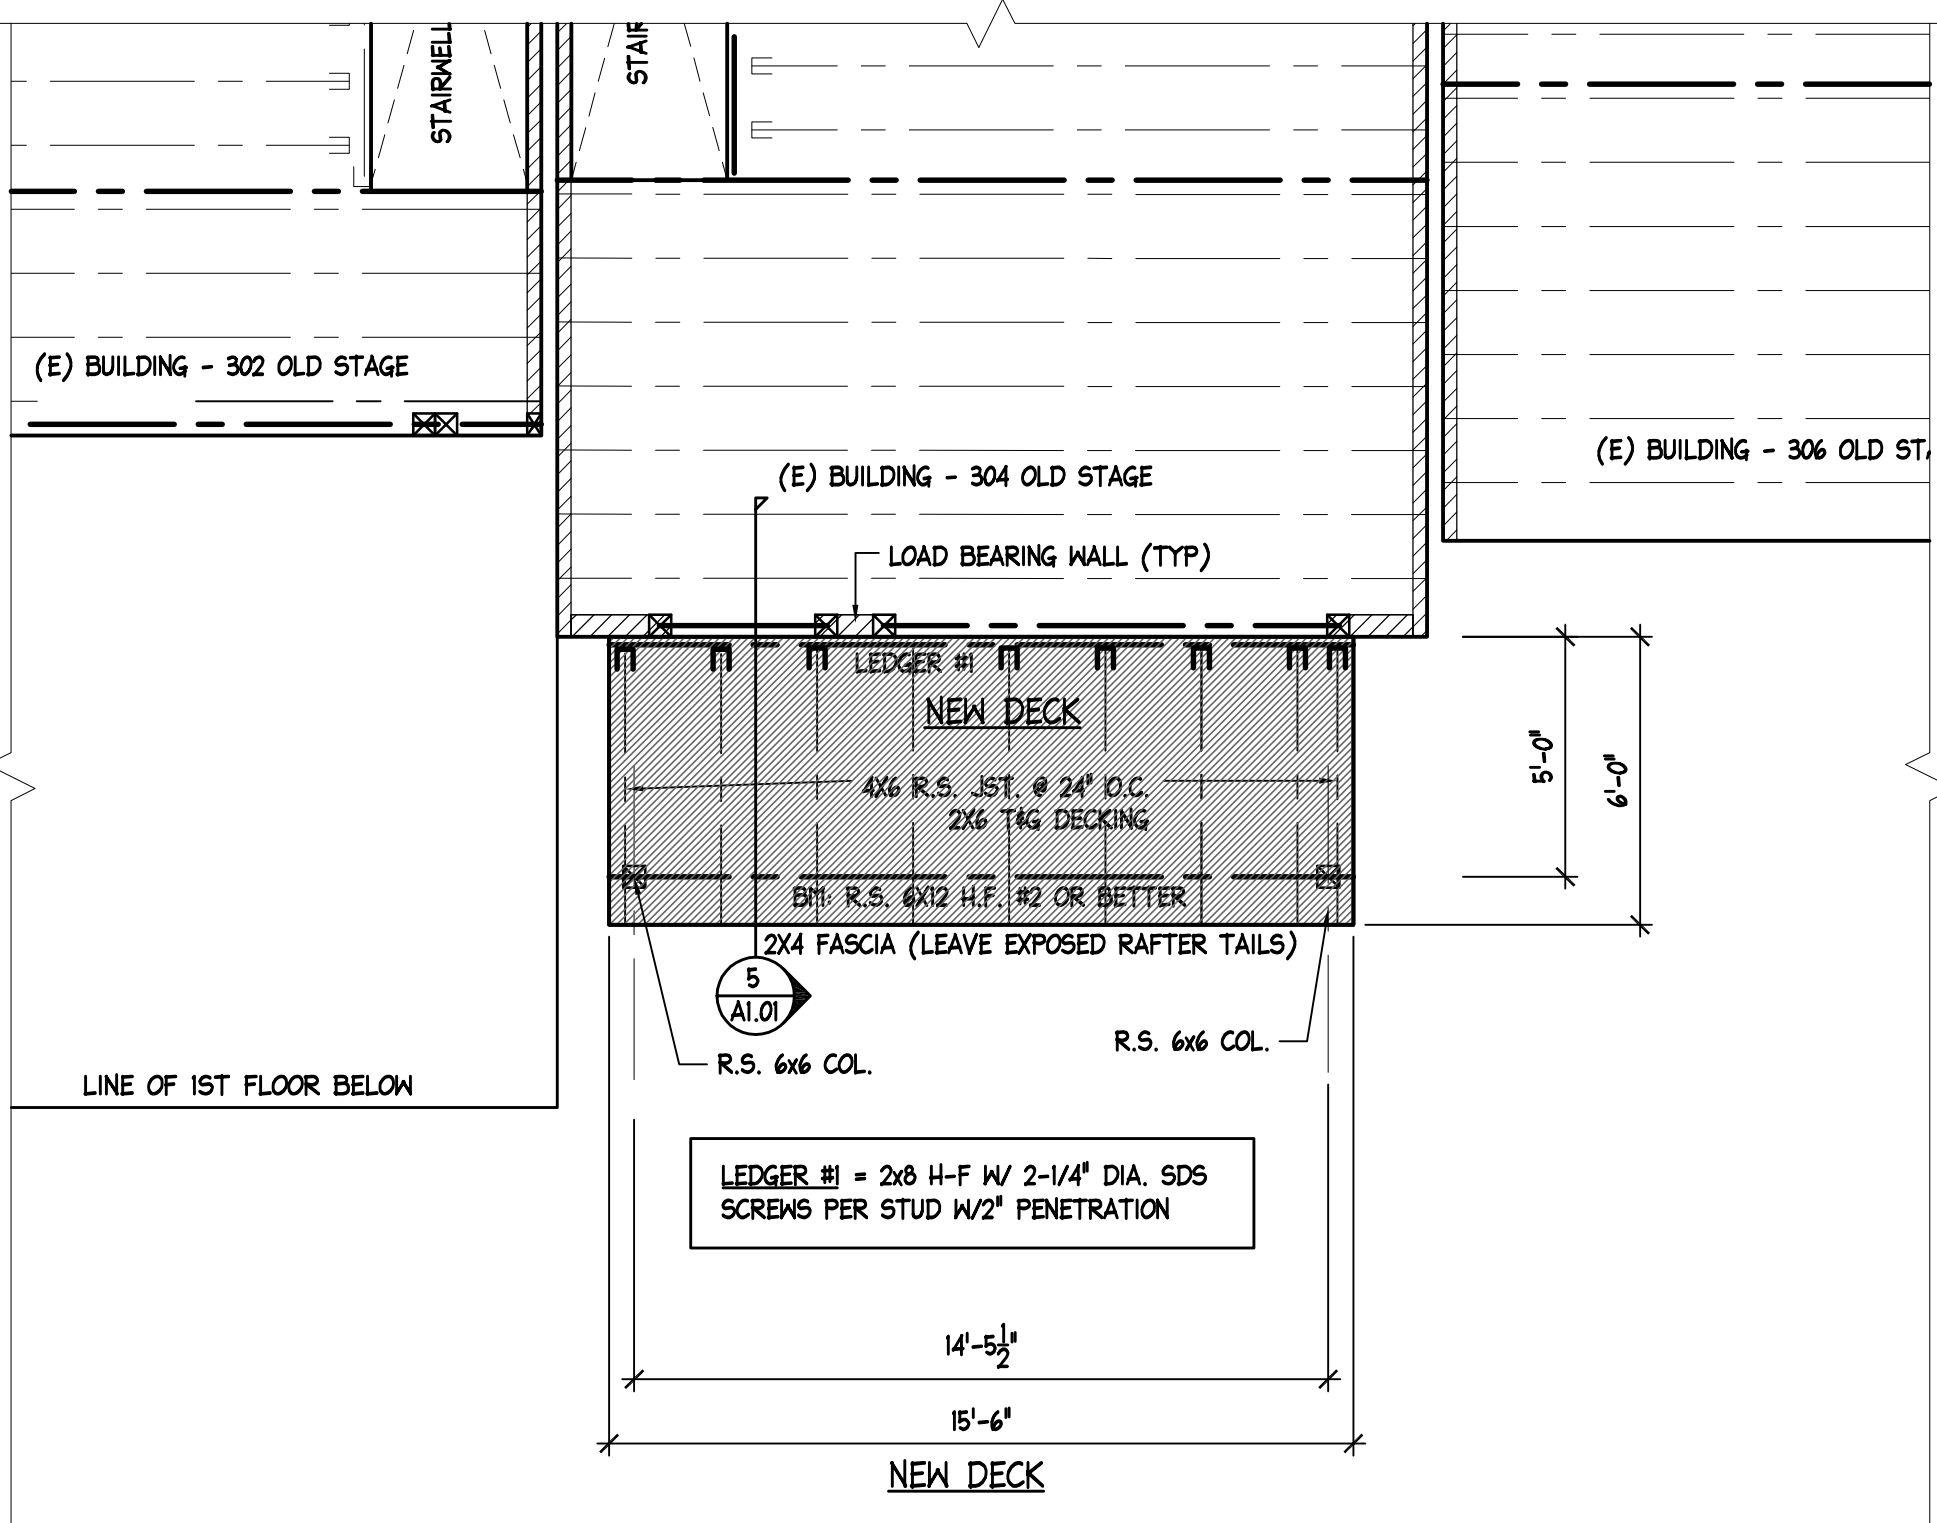 STAIRWELL
(E) BUILDING - 302 OLD STAGE
(E) BUILDING - 304 OLD STAGE
(E) BUILDING - 306 OLD
LOAD BEARING WALL (TYP)
LEDGER #1
NEW DECK
4X6 R.S. JST. @ 24" O.C.
2X6 T&G DECKING
BM: R.S. 6X12 H.F. #2 OR BETTER
2X4 FASCIA (LEAVE EXPOSED RAFTER TAILS)
5'-0"
6'-0"
5
A1.01
R.S. 6x6 COL.
R.S. 6x6 COL.
LINE OF 1ST FLOOR BELOW
LEDGER #1 = 2x8 H-F W/ 2-1/4" DIA. SDS
SCREWS PER STUD W/2" PENETRATION
14'-5 1/2"
15'-6"
NEW DECK